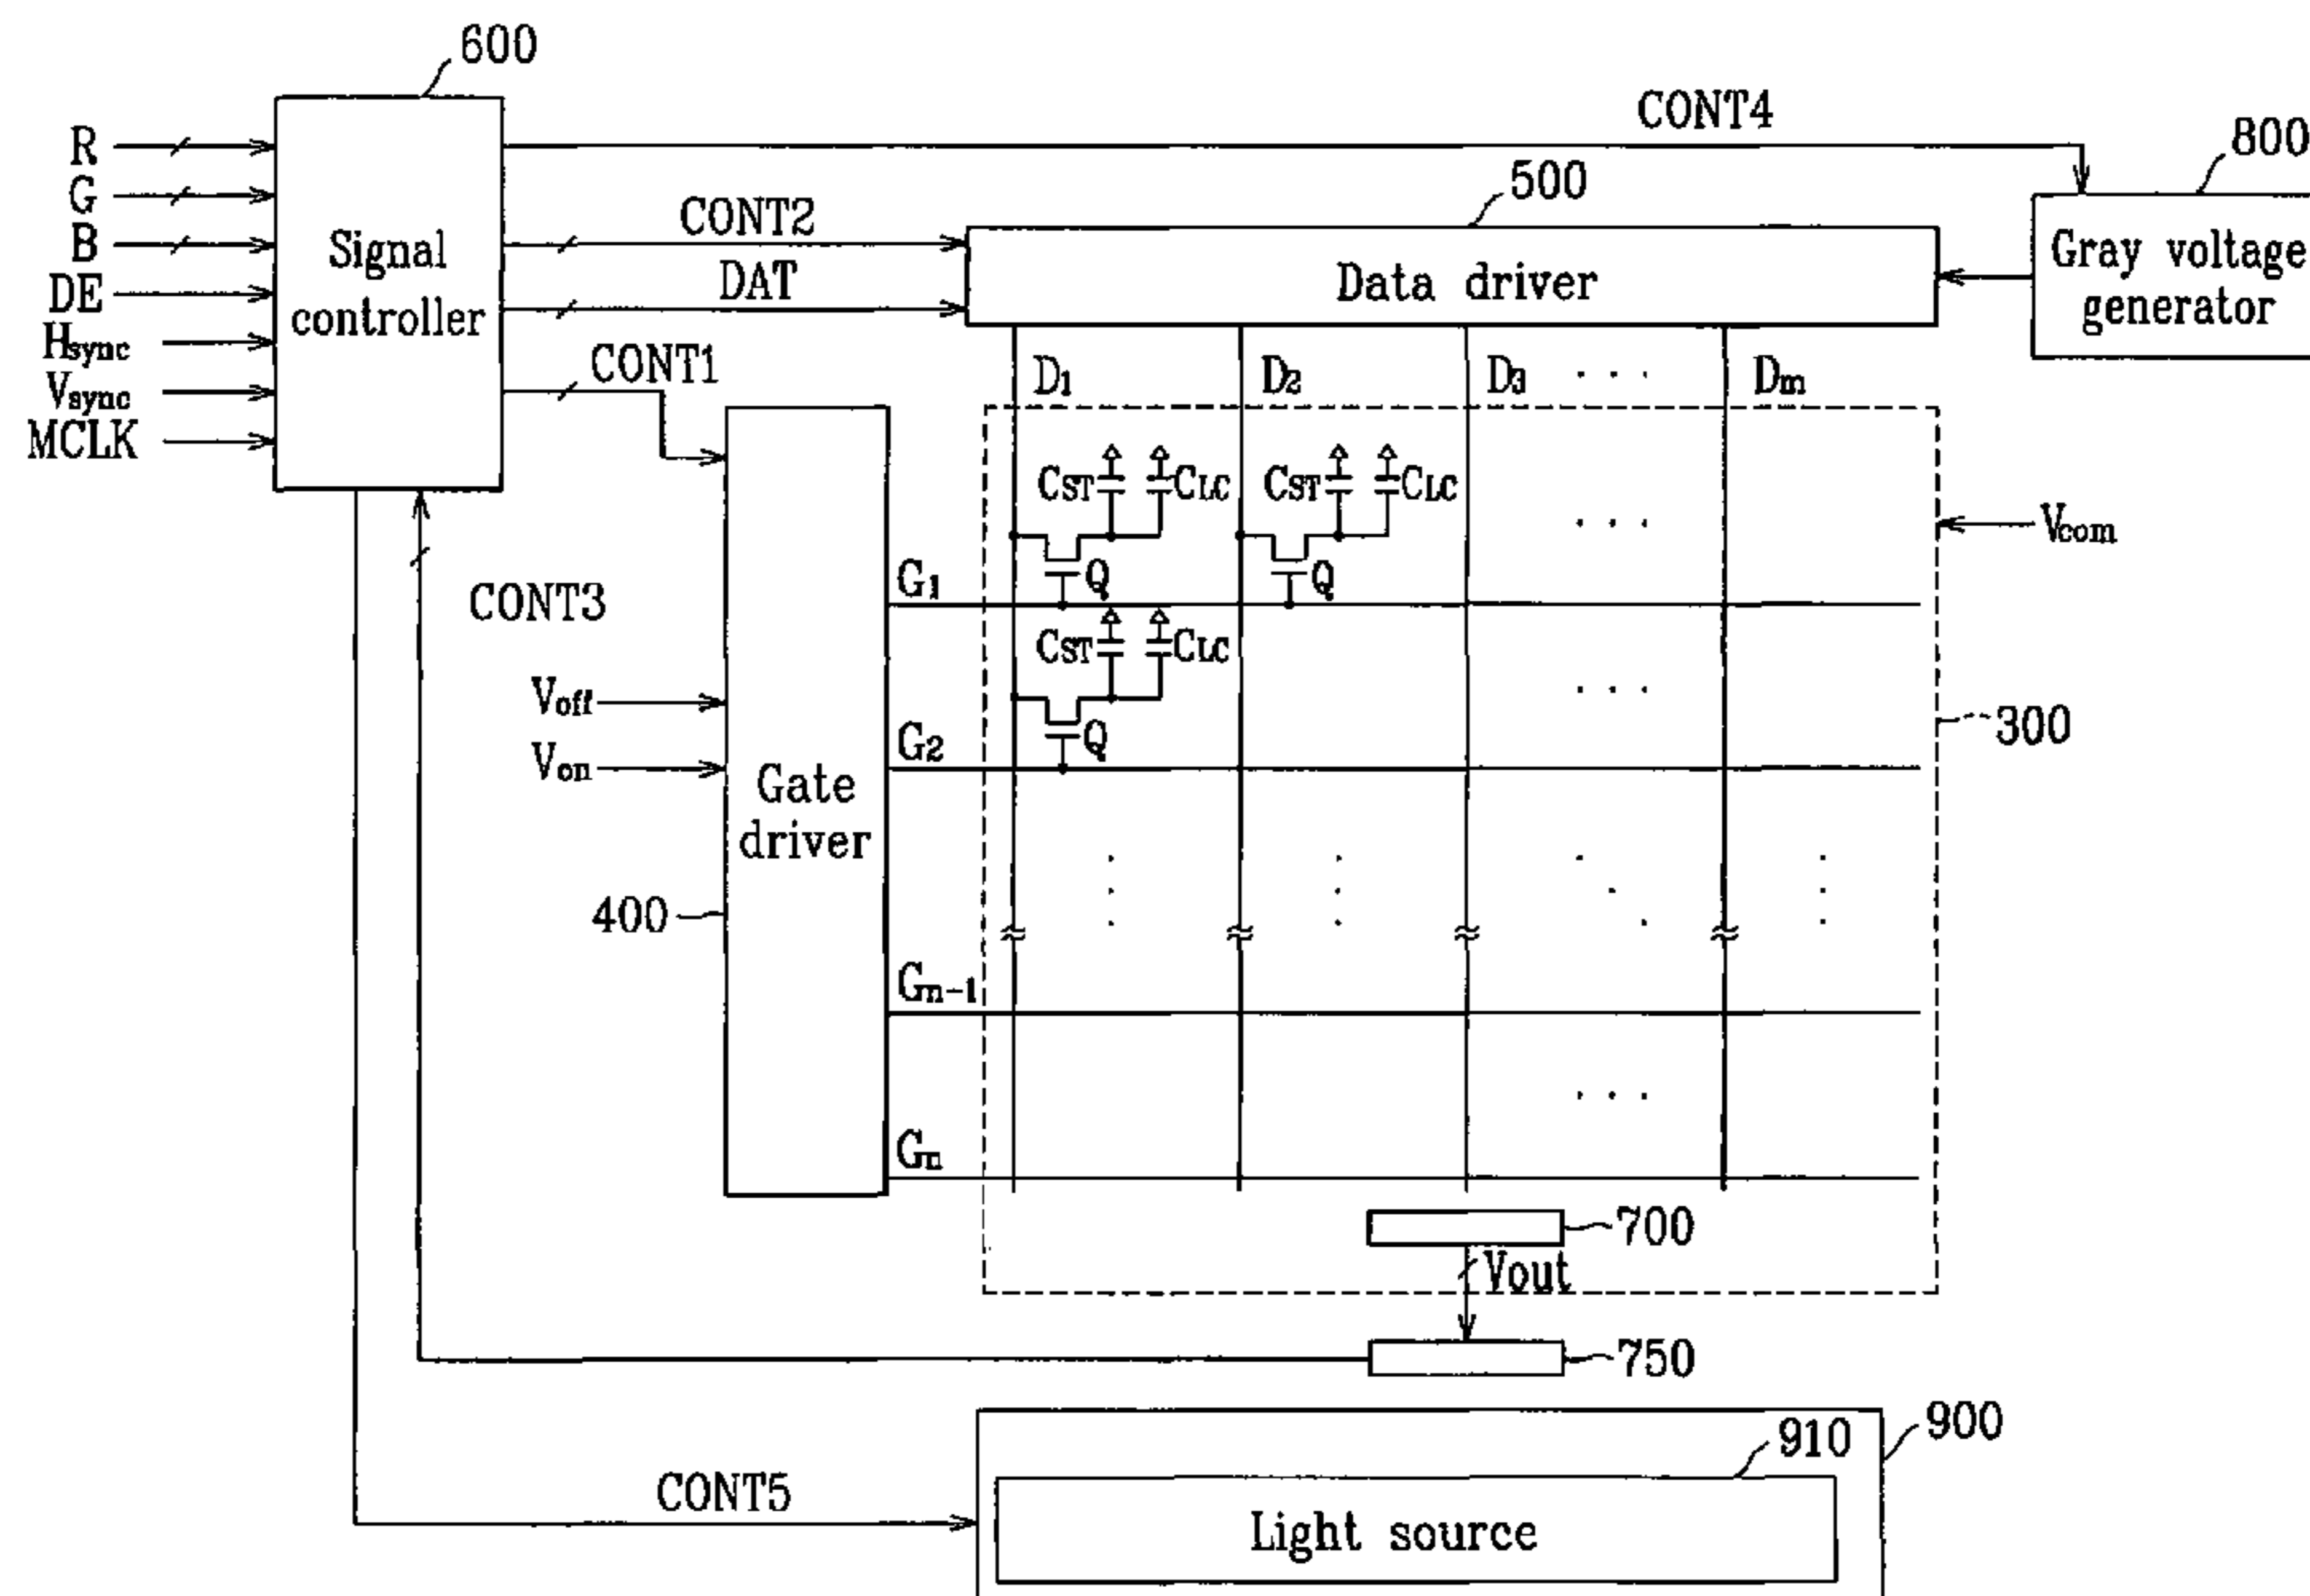 600
R
G
B
DE
Hsync
Vsync
MCLK
Signal
controller
CONT4
800
Gray voltage
generator
CONT2
DAT
CONT1
500
Data driver
D1 D2 D3 . . . Dm
CST CLC CST CLC
. . .
Vcom
Q Q
G1
CONT3
CST CLC
. . .
300
Voff
Von
Q
G2
Gate
driver
400
Gn-1
. . .
Gn
700
Vout
750
900
910
CONT5
Light source